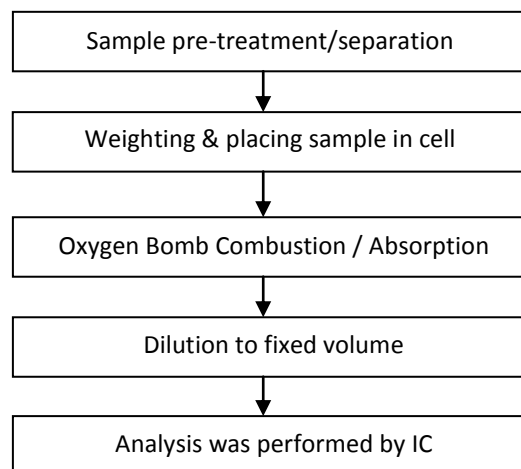 Sample pre-treatment/separation
Weighting & placing sample in cell
Oxygen Bomb Combustion / Absorption
Dilution to fixed volume
Analysis was performed by IC